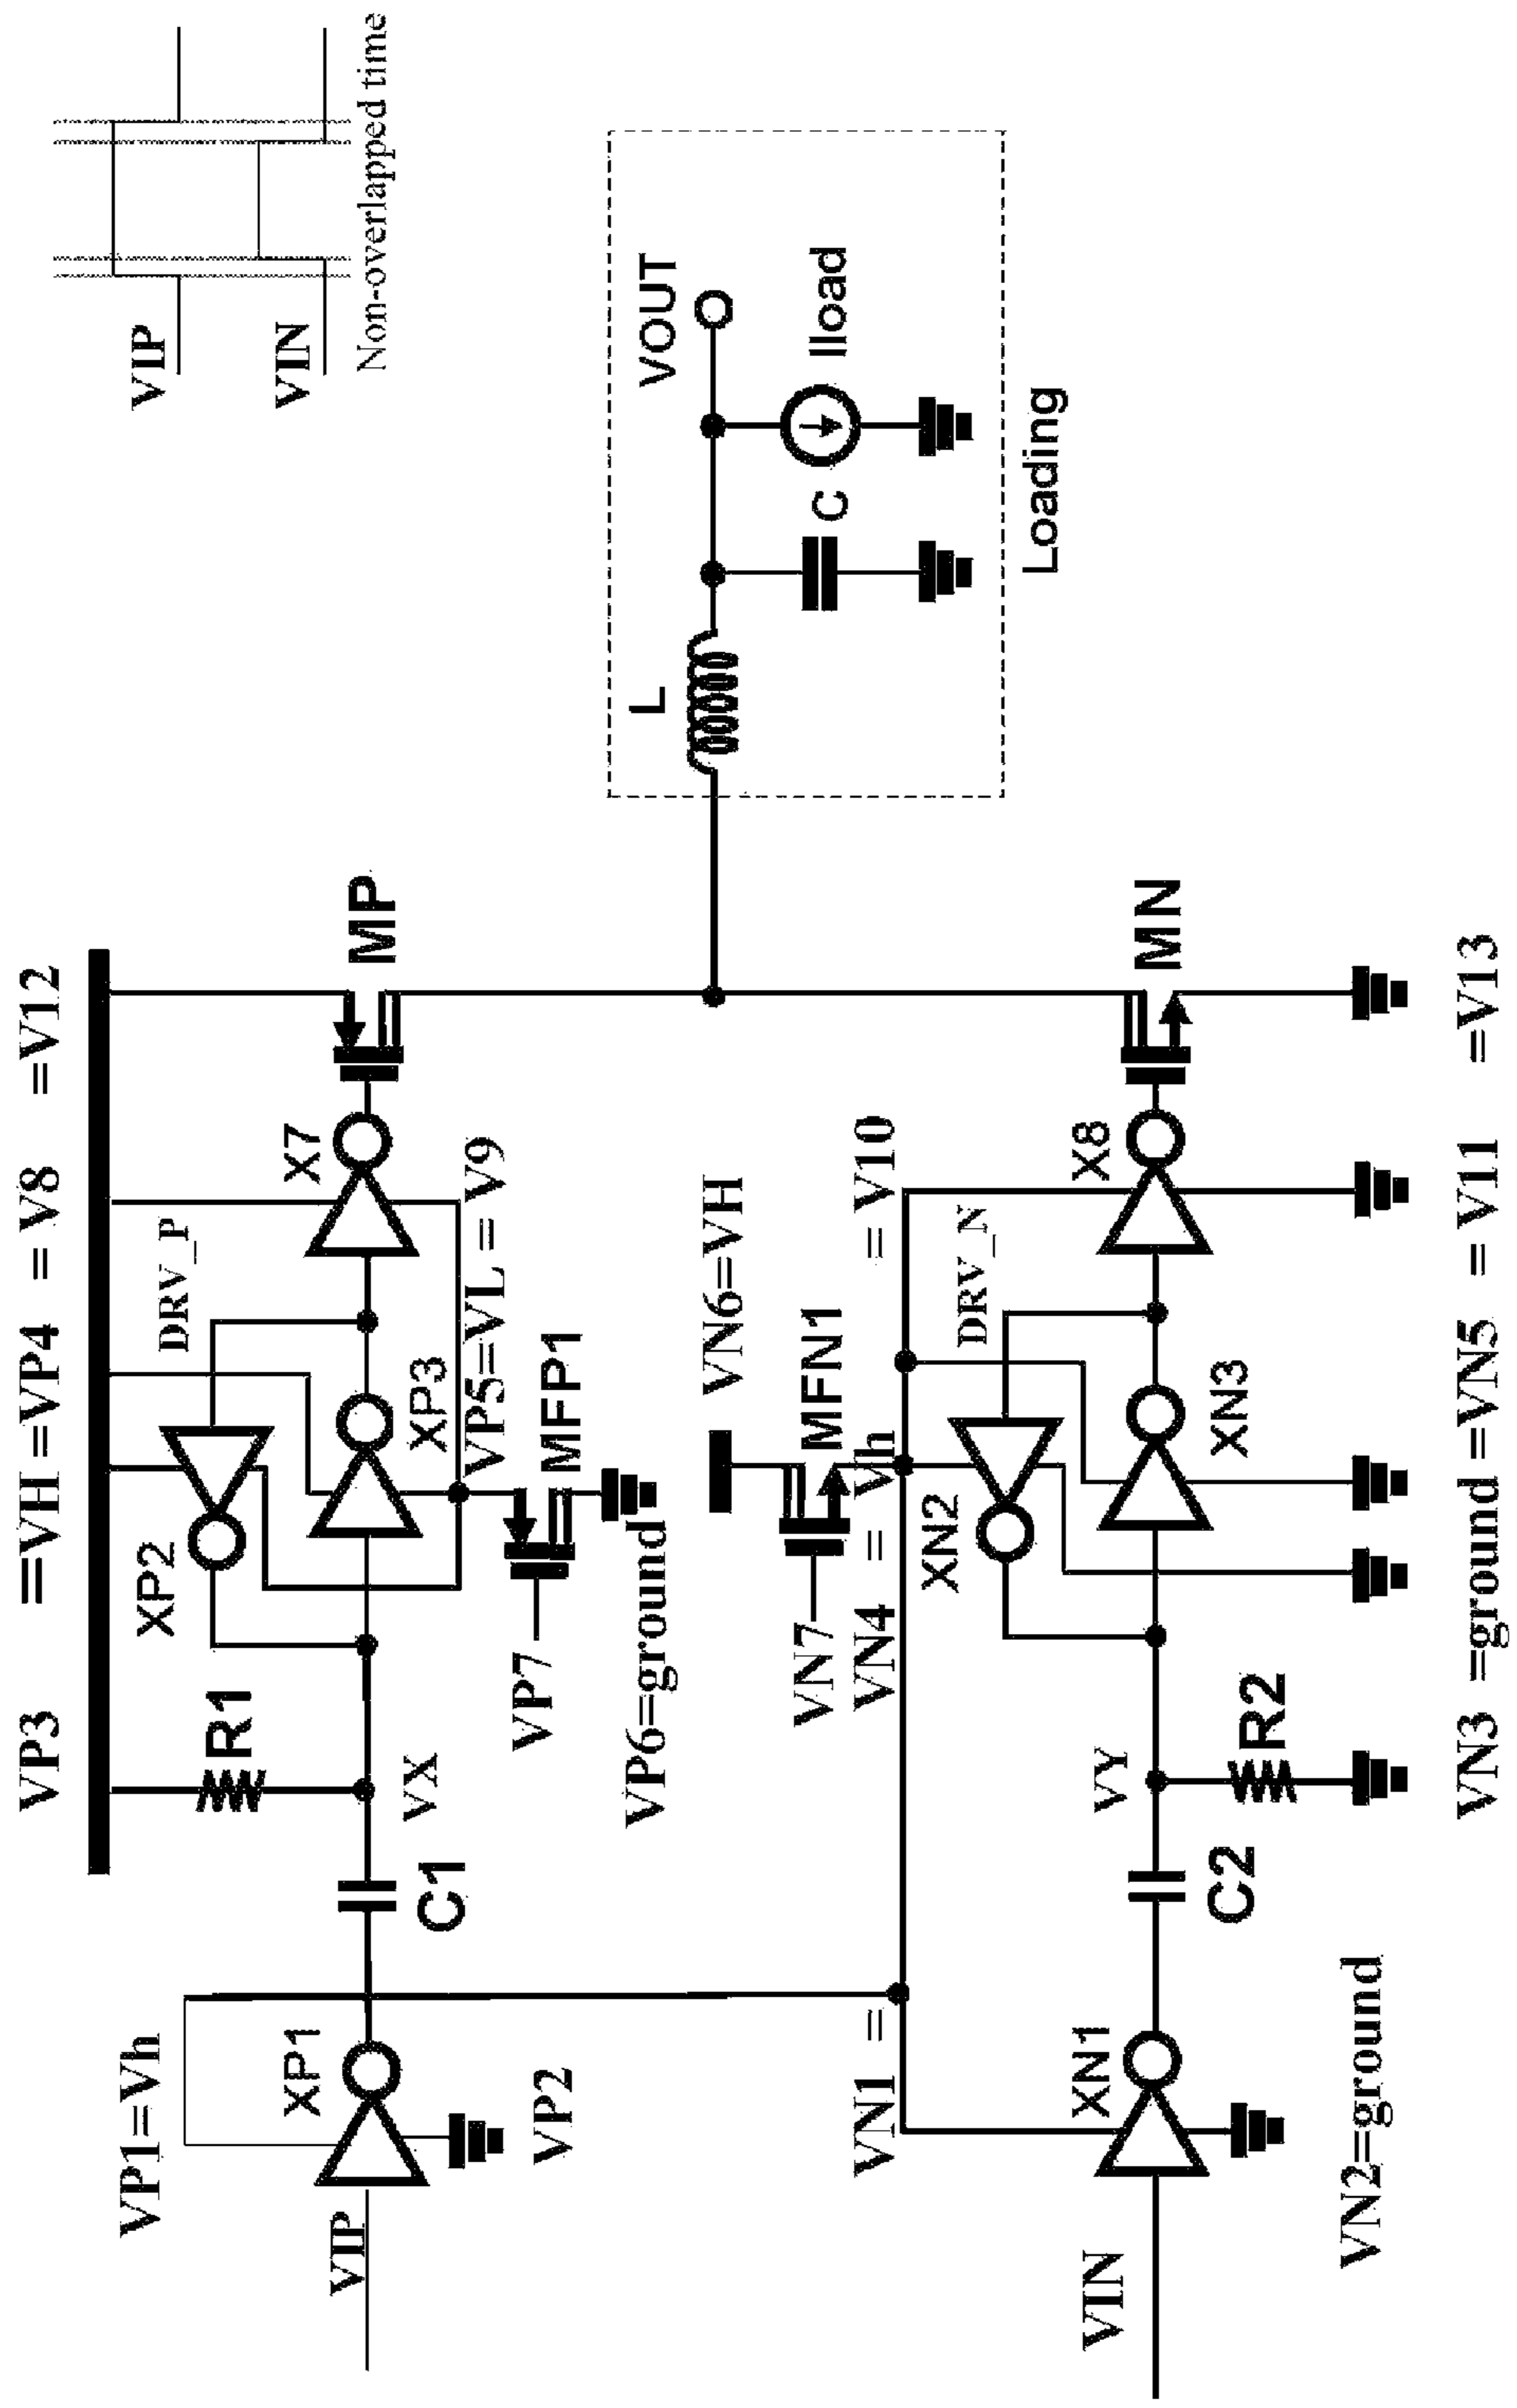 VP3 =VH =VP4 = V8 =V12
VIP
VIN
Non-overlapped time
VP1=Vh
XP1
VIP
VP2
C1
R1
VX
XP2
DRV_P
XP3
X7
MP
VP5=VL = V9
MFP1
VP7
VP6=ground
L
VOUT
C
Iload
Loading
VN6=VH
MFN1
VN7
VN1 = VN4 = Vh = V10
XN1
VIN
VN2=ground
C2
VY
R2
XN2
DRV_N
XN3
X8
MN
VN3 =ground =VN5 = V11 =V13